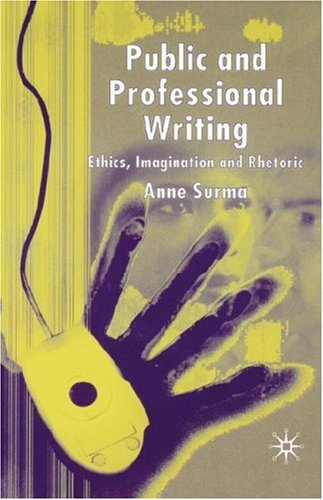 Public and
Professional
Writing
Ethics, Imagination and Rhetoric
Anne Surma